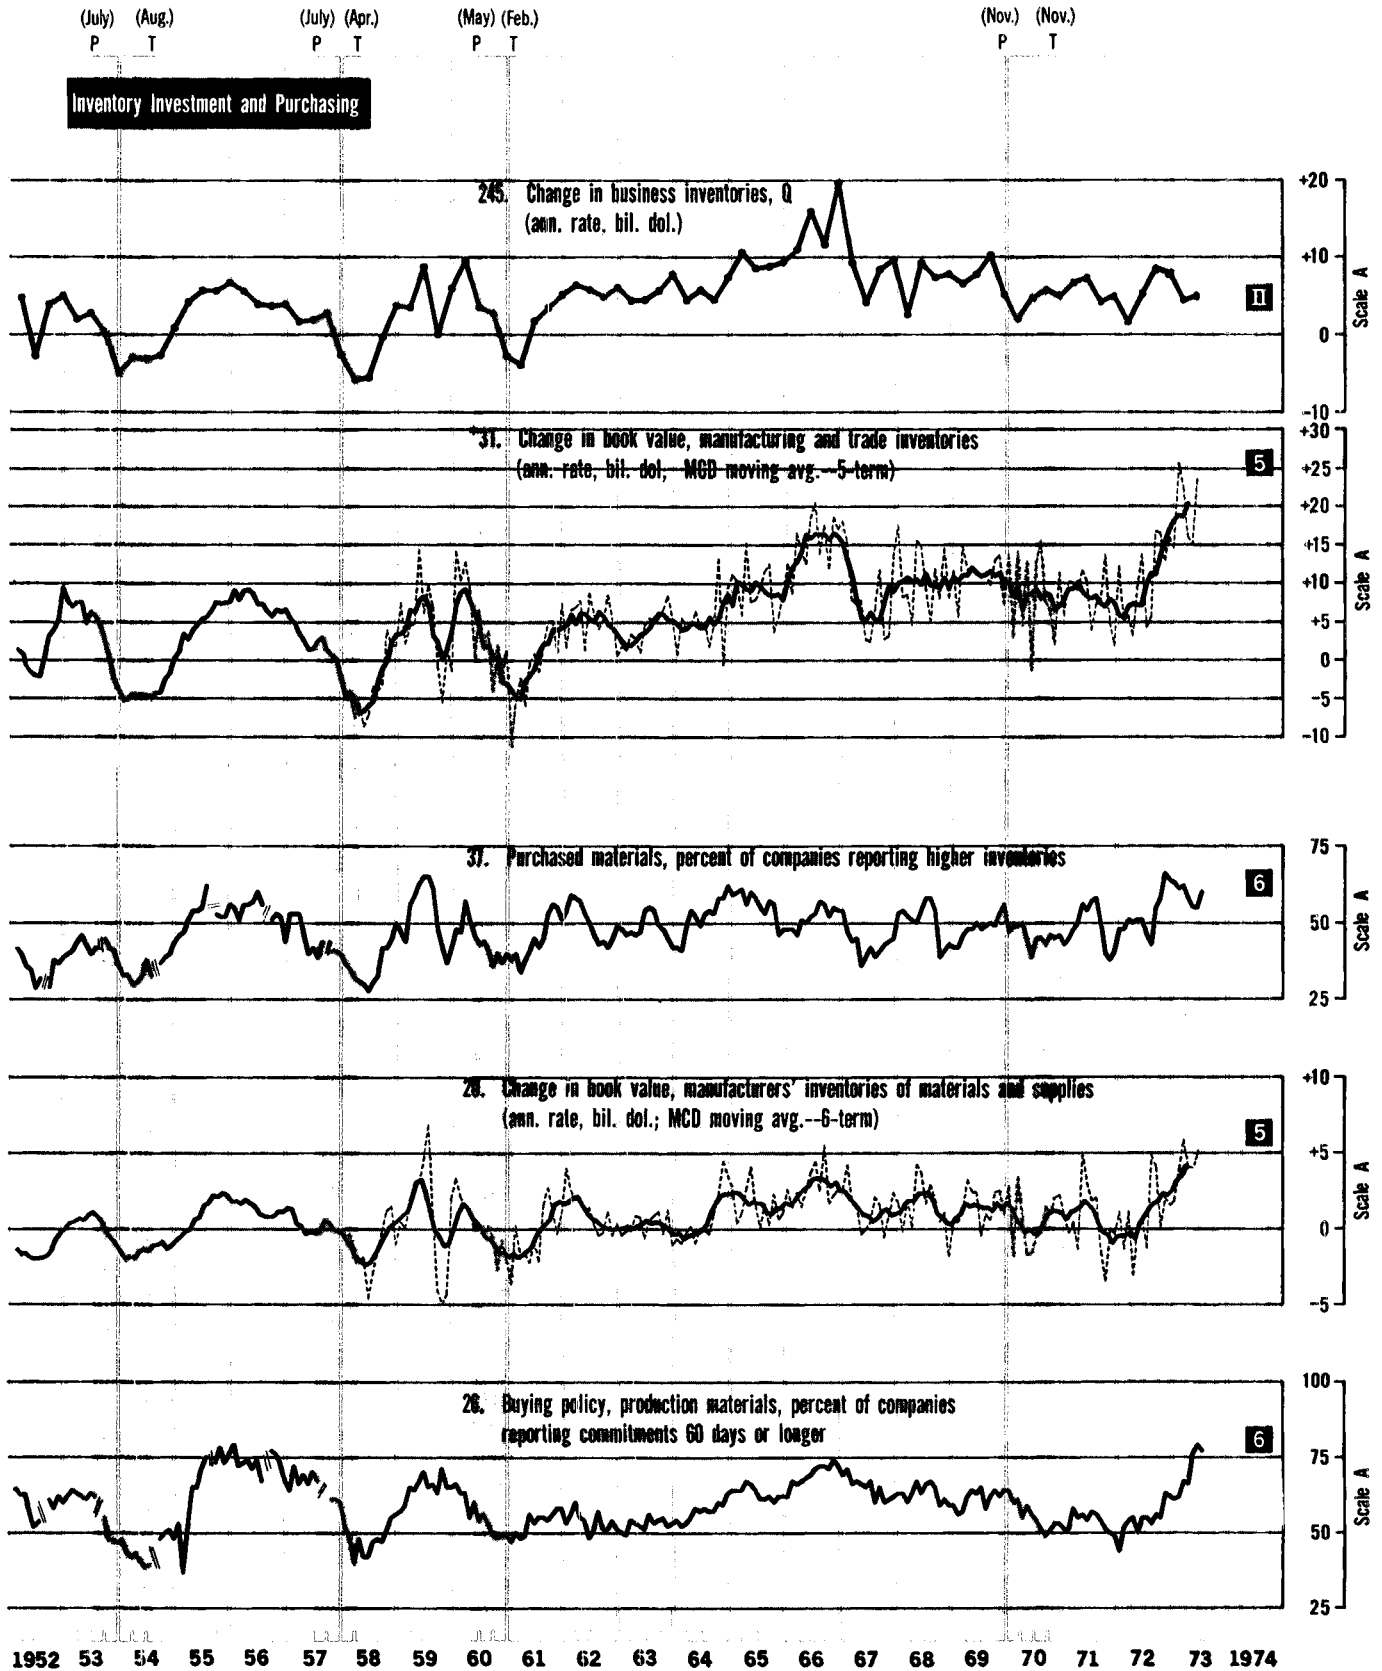 (July) (Aug.) (July) (Apr.) (May) (Feb.) (Nov.) (Nov.)
P T P T P T P T
Inventory Investment and Purchasing
245. Change in business inventories, Q
(ann. rate, bil. dol.)
+20
+10
0
-10
Scale A
II
*31. Change in book value, manufacturing and trade inventories
(ann. rate, bil. dol; MCD moving avg.--5-term)
+30
+25
+20
+15
+10
+5
0
-5
-10
Scale A
5
37. Purchased materials, percent of companies reporting higher inventories
75
50
25
Scale A
6
20. Change in book value, manufacturers' inventories of materials and supplies
(ann. rate, bil. dol.; MCD moving avg.--6-term)
+10
+5
0
-5
Scale A
5
26. Buying policy, production materials, percent of companies
reporting commitments 60 days or longer
100
75
50
25
Scale A
6
1952 53 54 55 56 57 58 59 60 61 62 63 64 65 66 67 68 69 70 71 72 73 1974